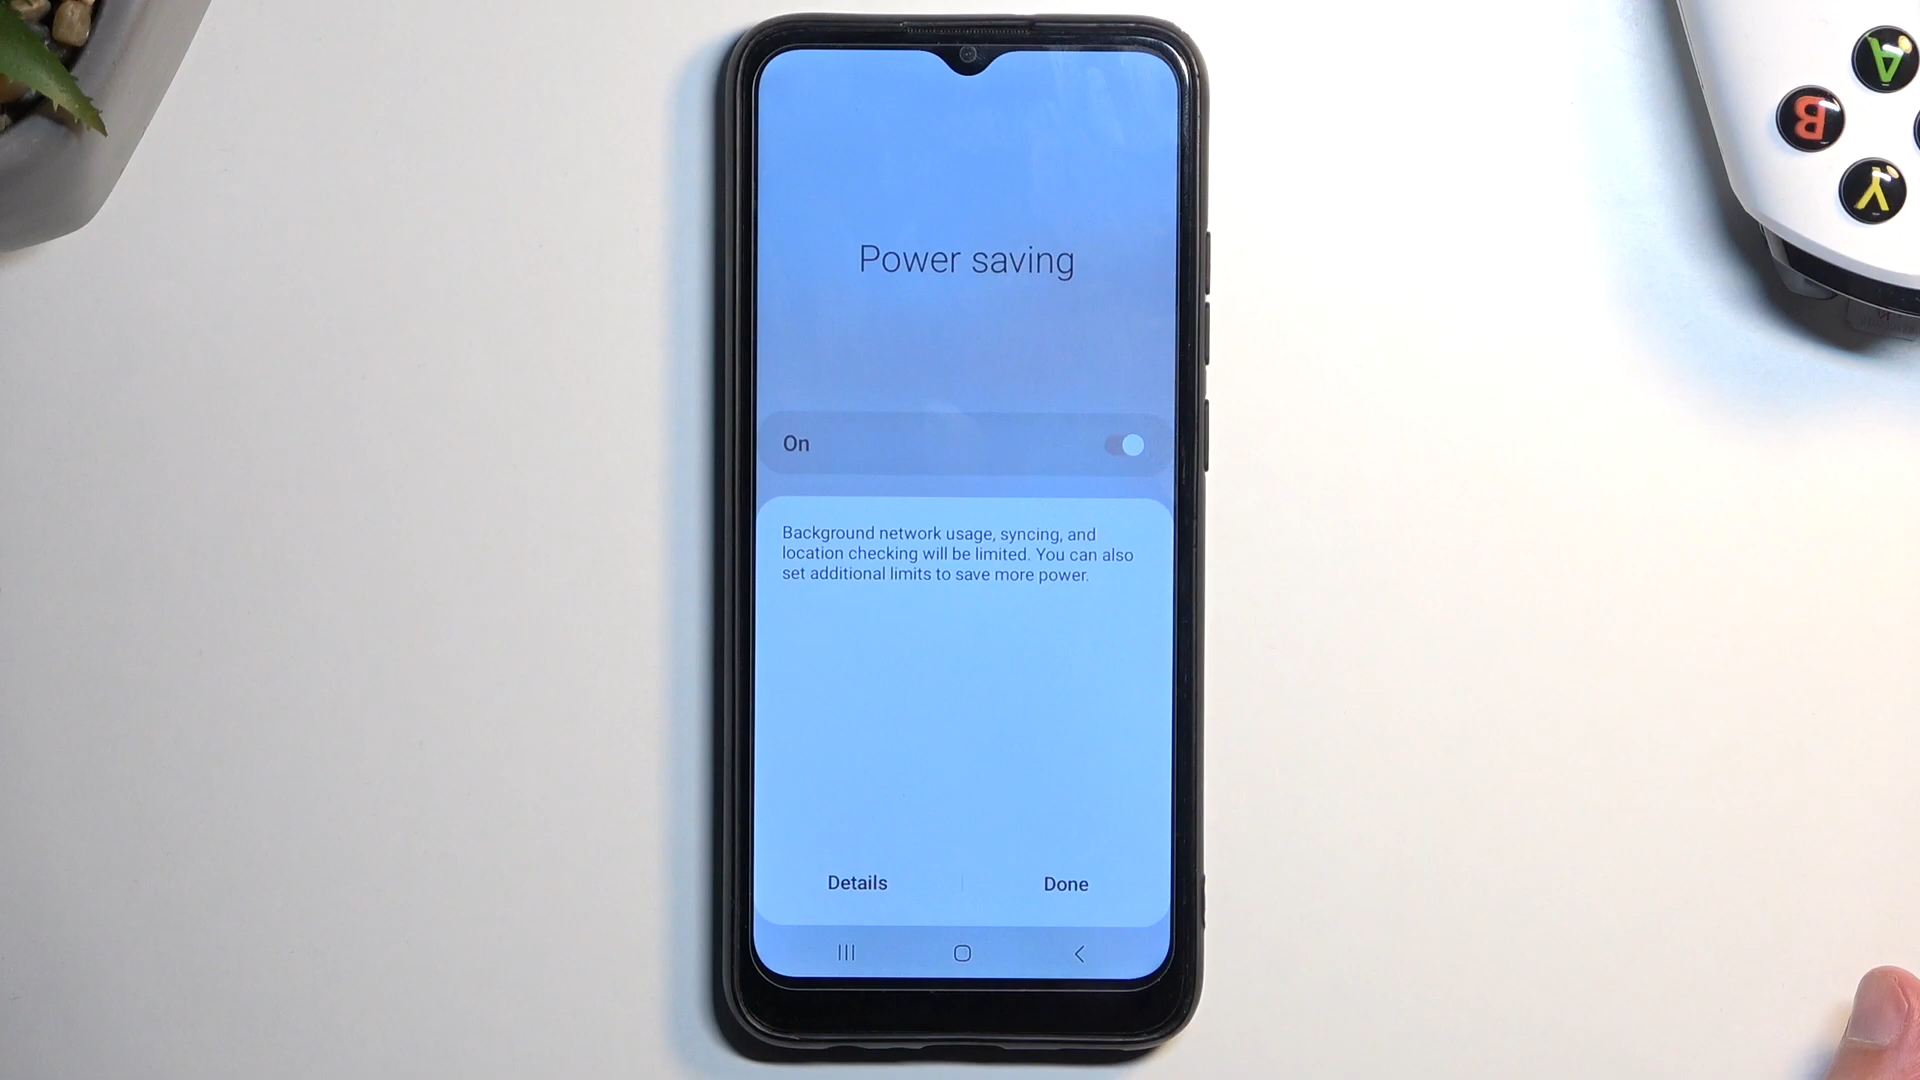 A
B
Y
Power saving
On
Background network usage, syncing, and
location checking will be limited. You can also
set additional limits to save more power.
Details
Done